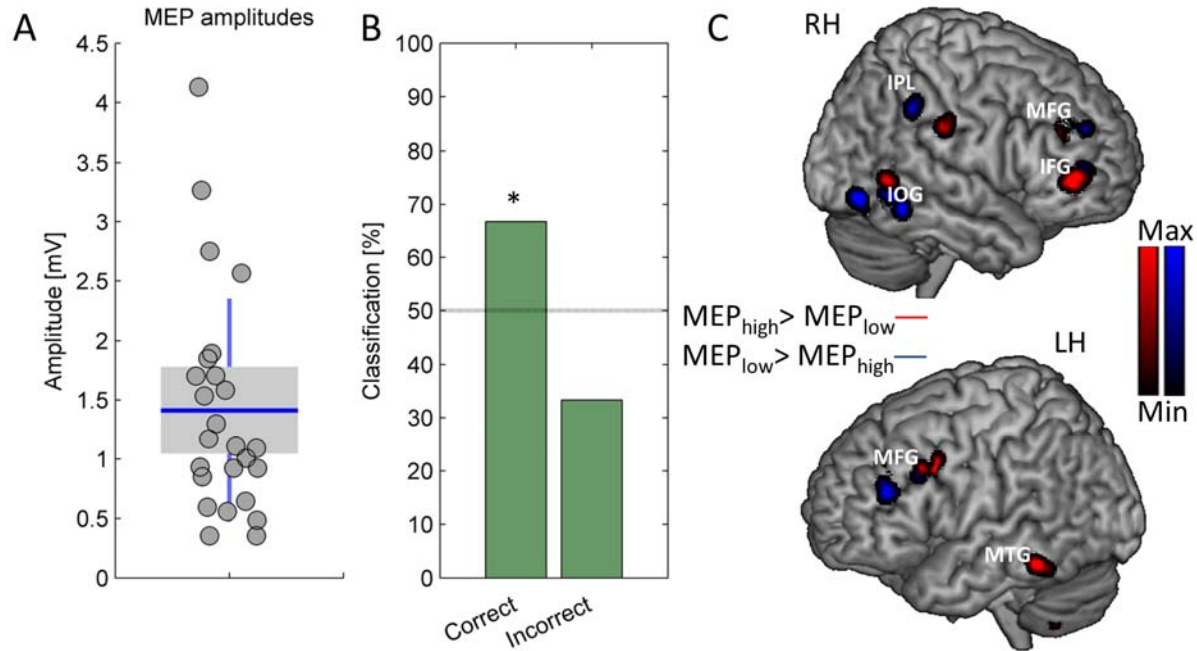 A
MEP amplitudes
Amplitude [mV]
4.5
4
3.5
3
2.5
2
1.5
1
0.5
0
B
Classification [%]
100
90
80
70
60
50
40
30
20
10
0
*
Correct
Incorrect
C
RH
IPL
MFG
IFG
IOG
Max
Min
MEPhigh> MEPlow
MEPlow> MEPhigh
LH
MFG
MTG